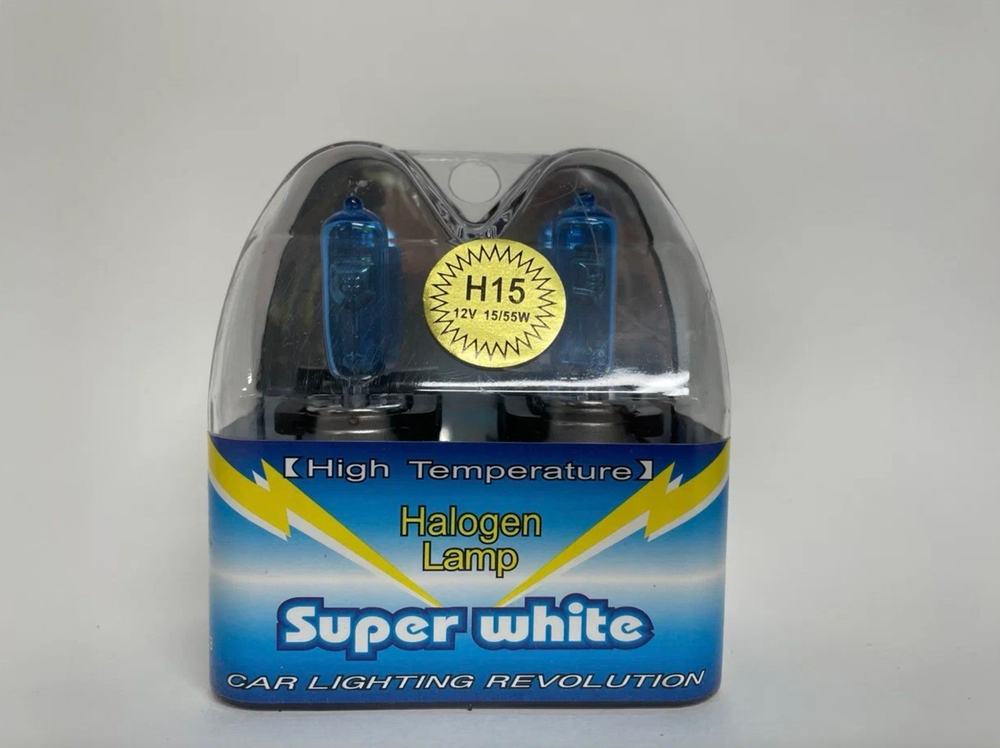 H15
12V 15/55W
【High Temperature】
Halogen
Lamp
Super white
CAR LIGHTING REVOLUTION